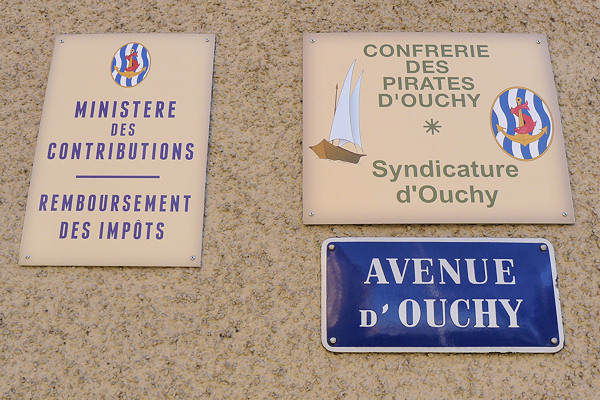 MINISTERE
DES
CONTRIBUTIONS
REMBOURSEMENT
DES IMPÔTS
CONFRERIE
DES
PIRATES
D'OUCHY
*
Syndicature
d'Ouchy
AVENUE
D'OUCHY